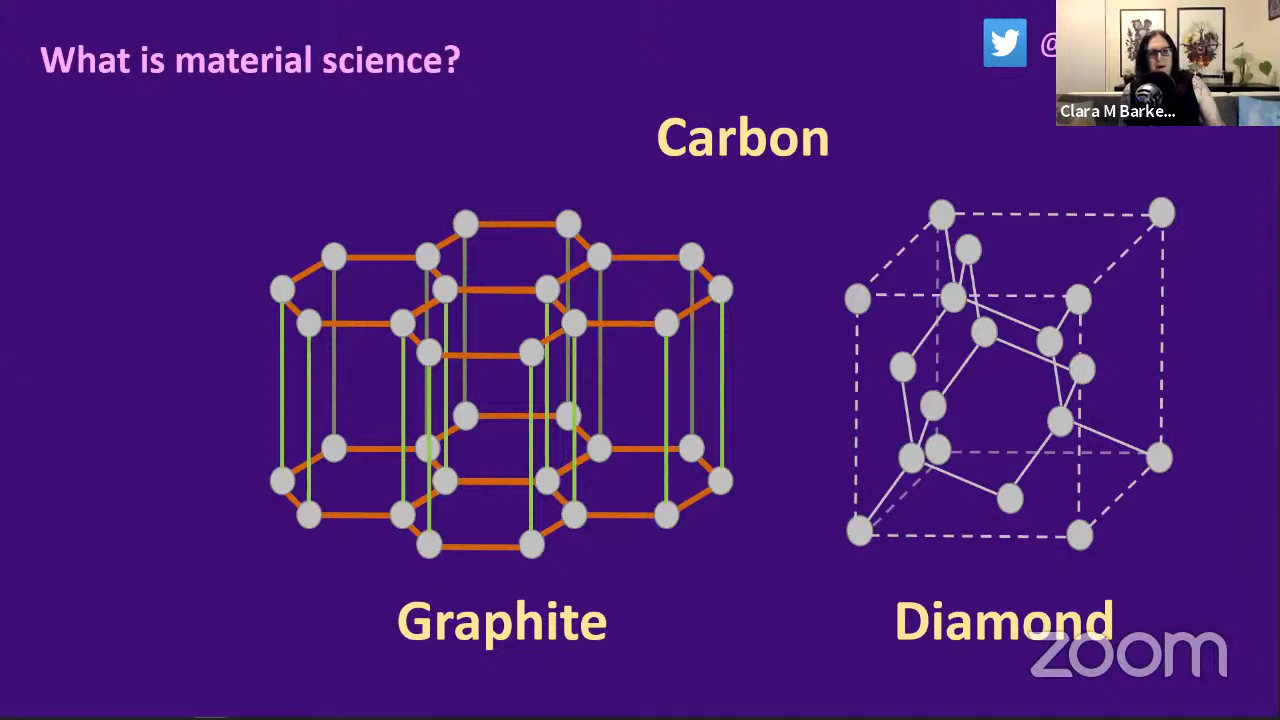 What is material science?
@
Clara M Barke...
Carbon
Graphite
Diamond
zoom